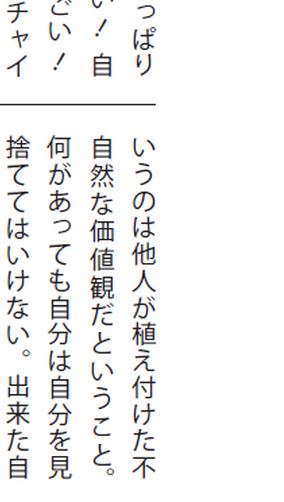 っぱり
い！自
ごい！
チャイ
いうのは他人が植え付けた不
自然な価値観だということ。
何があっても自分は自分を見
捨ててはいけない。出来た自